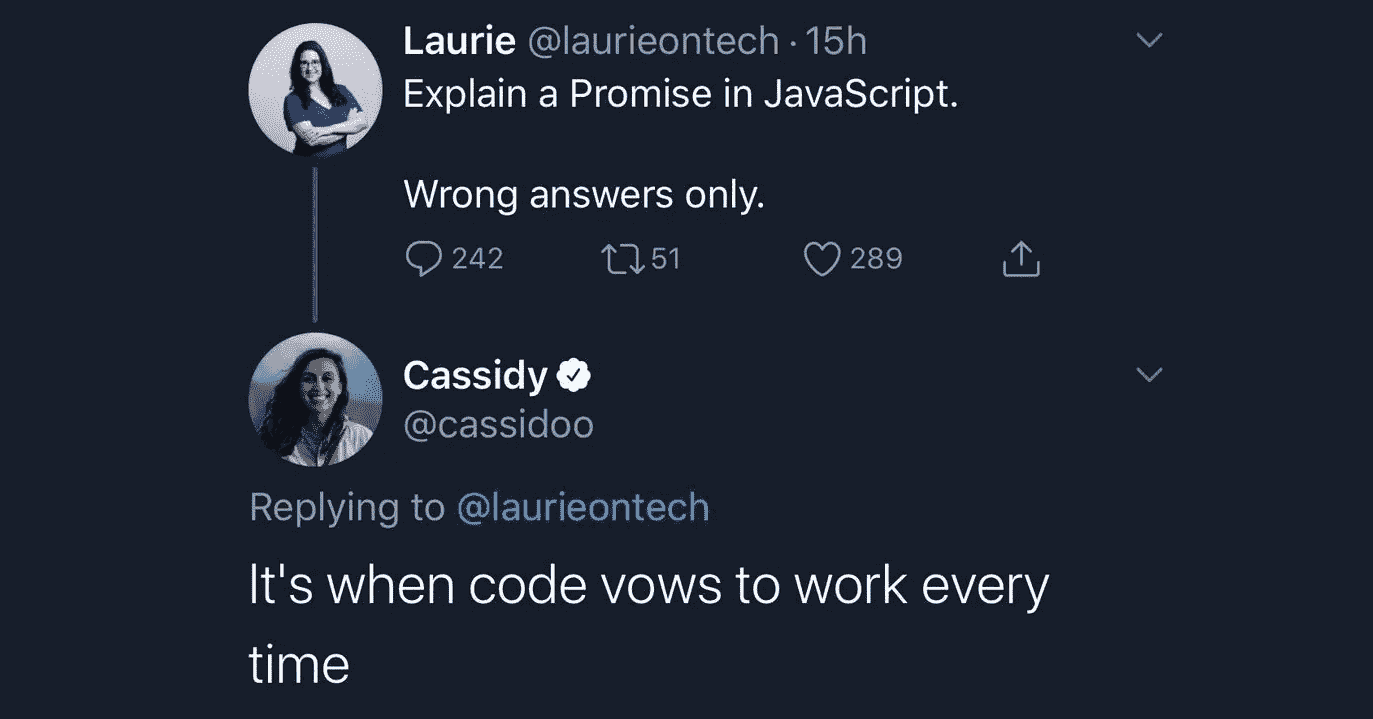 Laurie @laurieontech · 15h
Explain a Promise in JavaScript.
Wrong answers only.
242 51 289
Cassidy
@cassidoo
Replying to @laurieontech
It's when code vows to work every
time